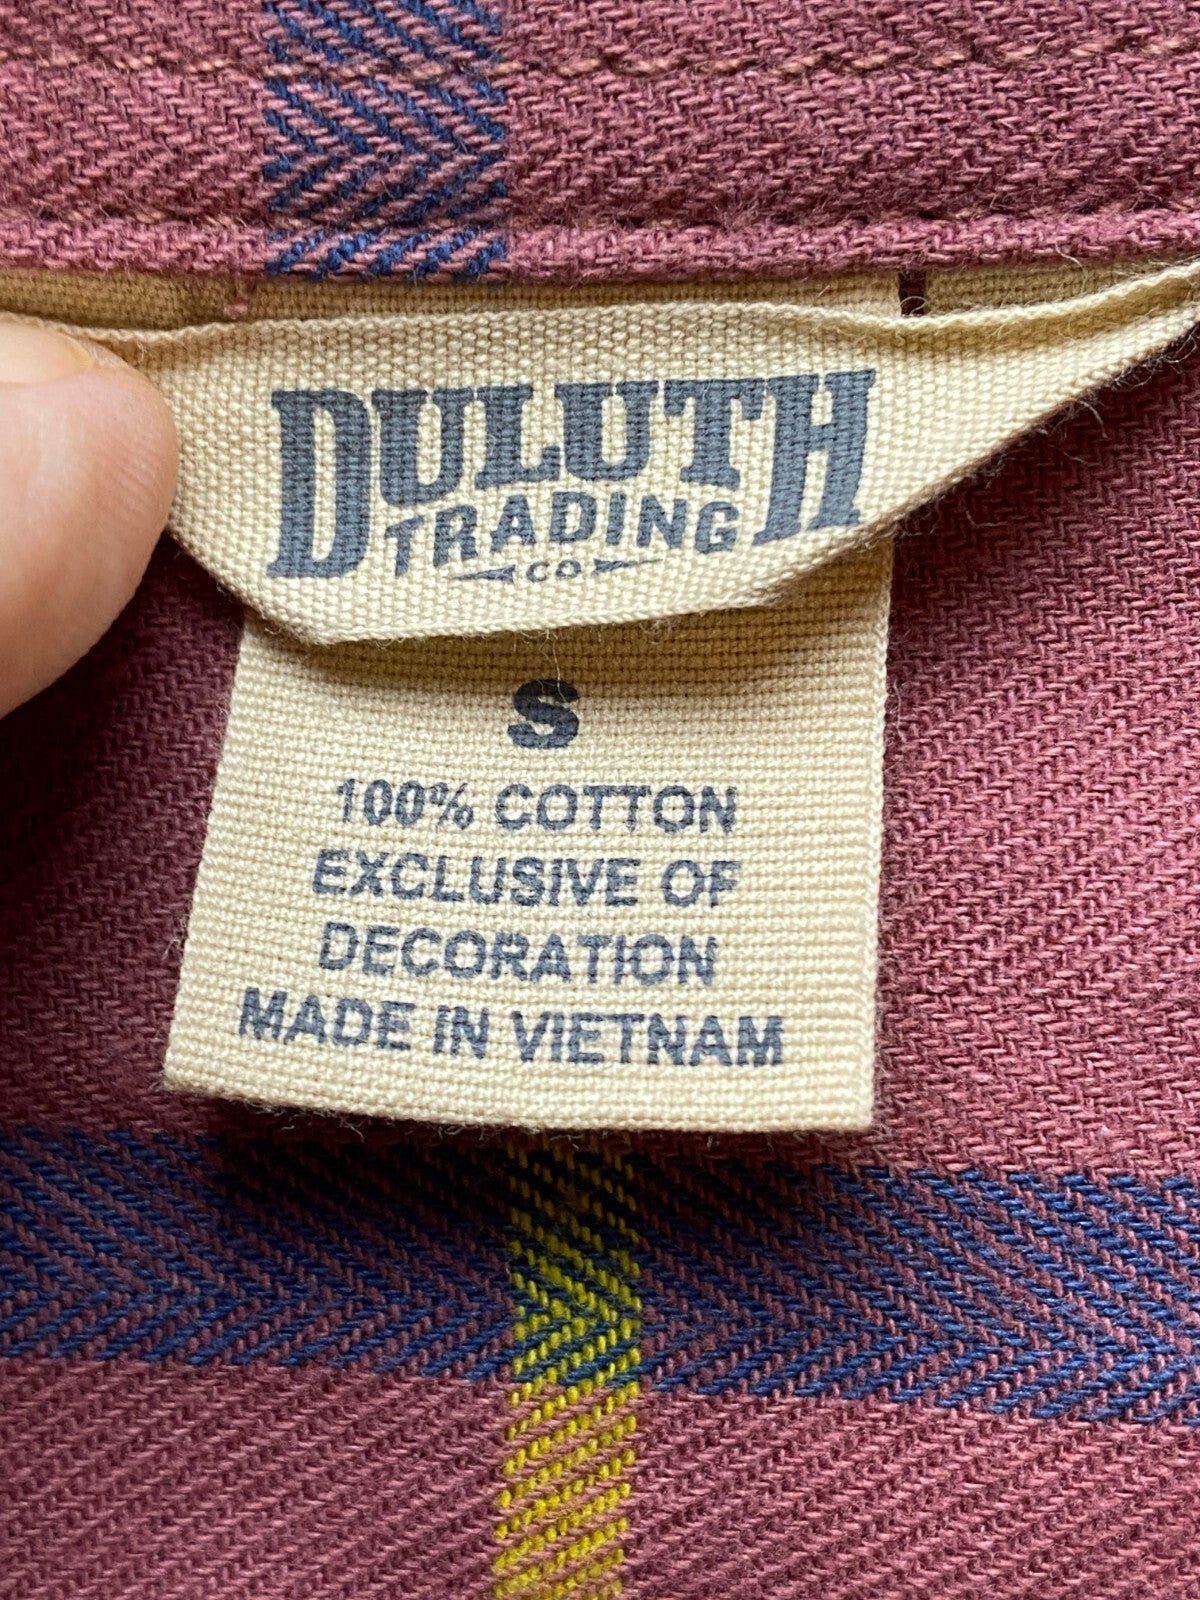 DULUTH
TRADING
CO
S
100% COTTON
EXCLUSIVE OF
DECORATION
MADE IN VIETNAM